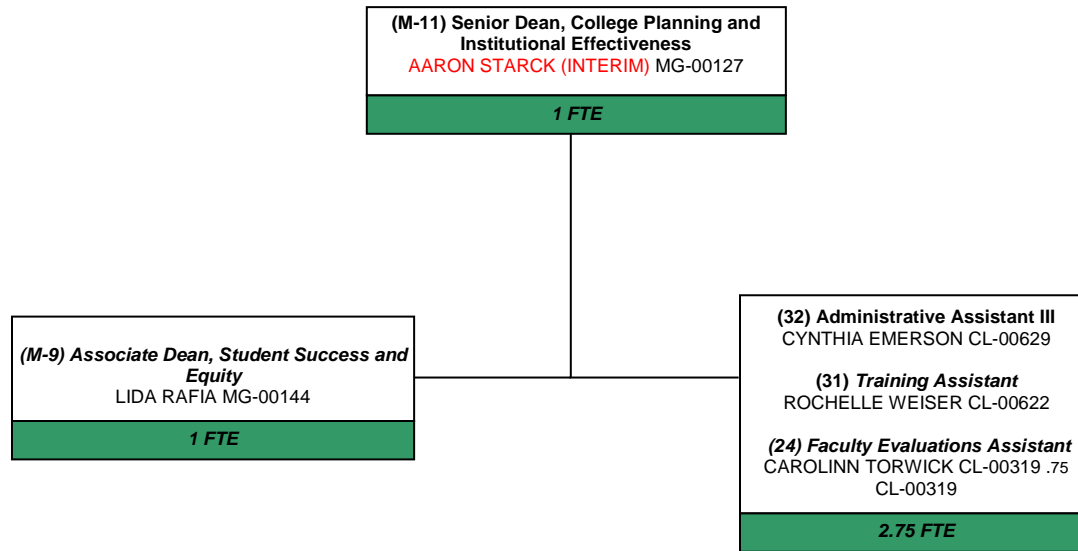 (M-11) Senior Dean, College Planning and
Institutional Effectiveness
AARON STARCK (INTERIM) MG-00127
1 FTE
(M-9) Associate Dean, Student Success and
Equity
LIDA RAFIA MG-00144
1 FTE
(32) Administrative Assistant III
CYNTHIA EMERSON CL-00629
(31) Training Assistant
ROCHELLE WEISER CL-00622
(24) Faculty Evaluations Assistant
CAROLINN TORWICK CL-00319 .75
CL-00319
2.75 FTE